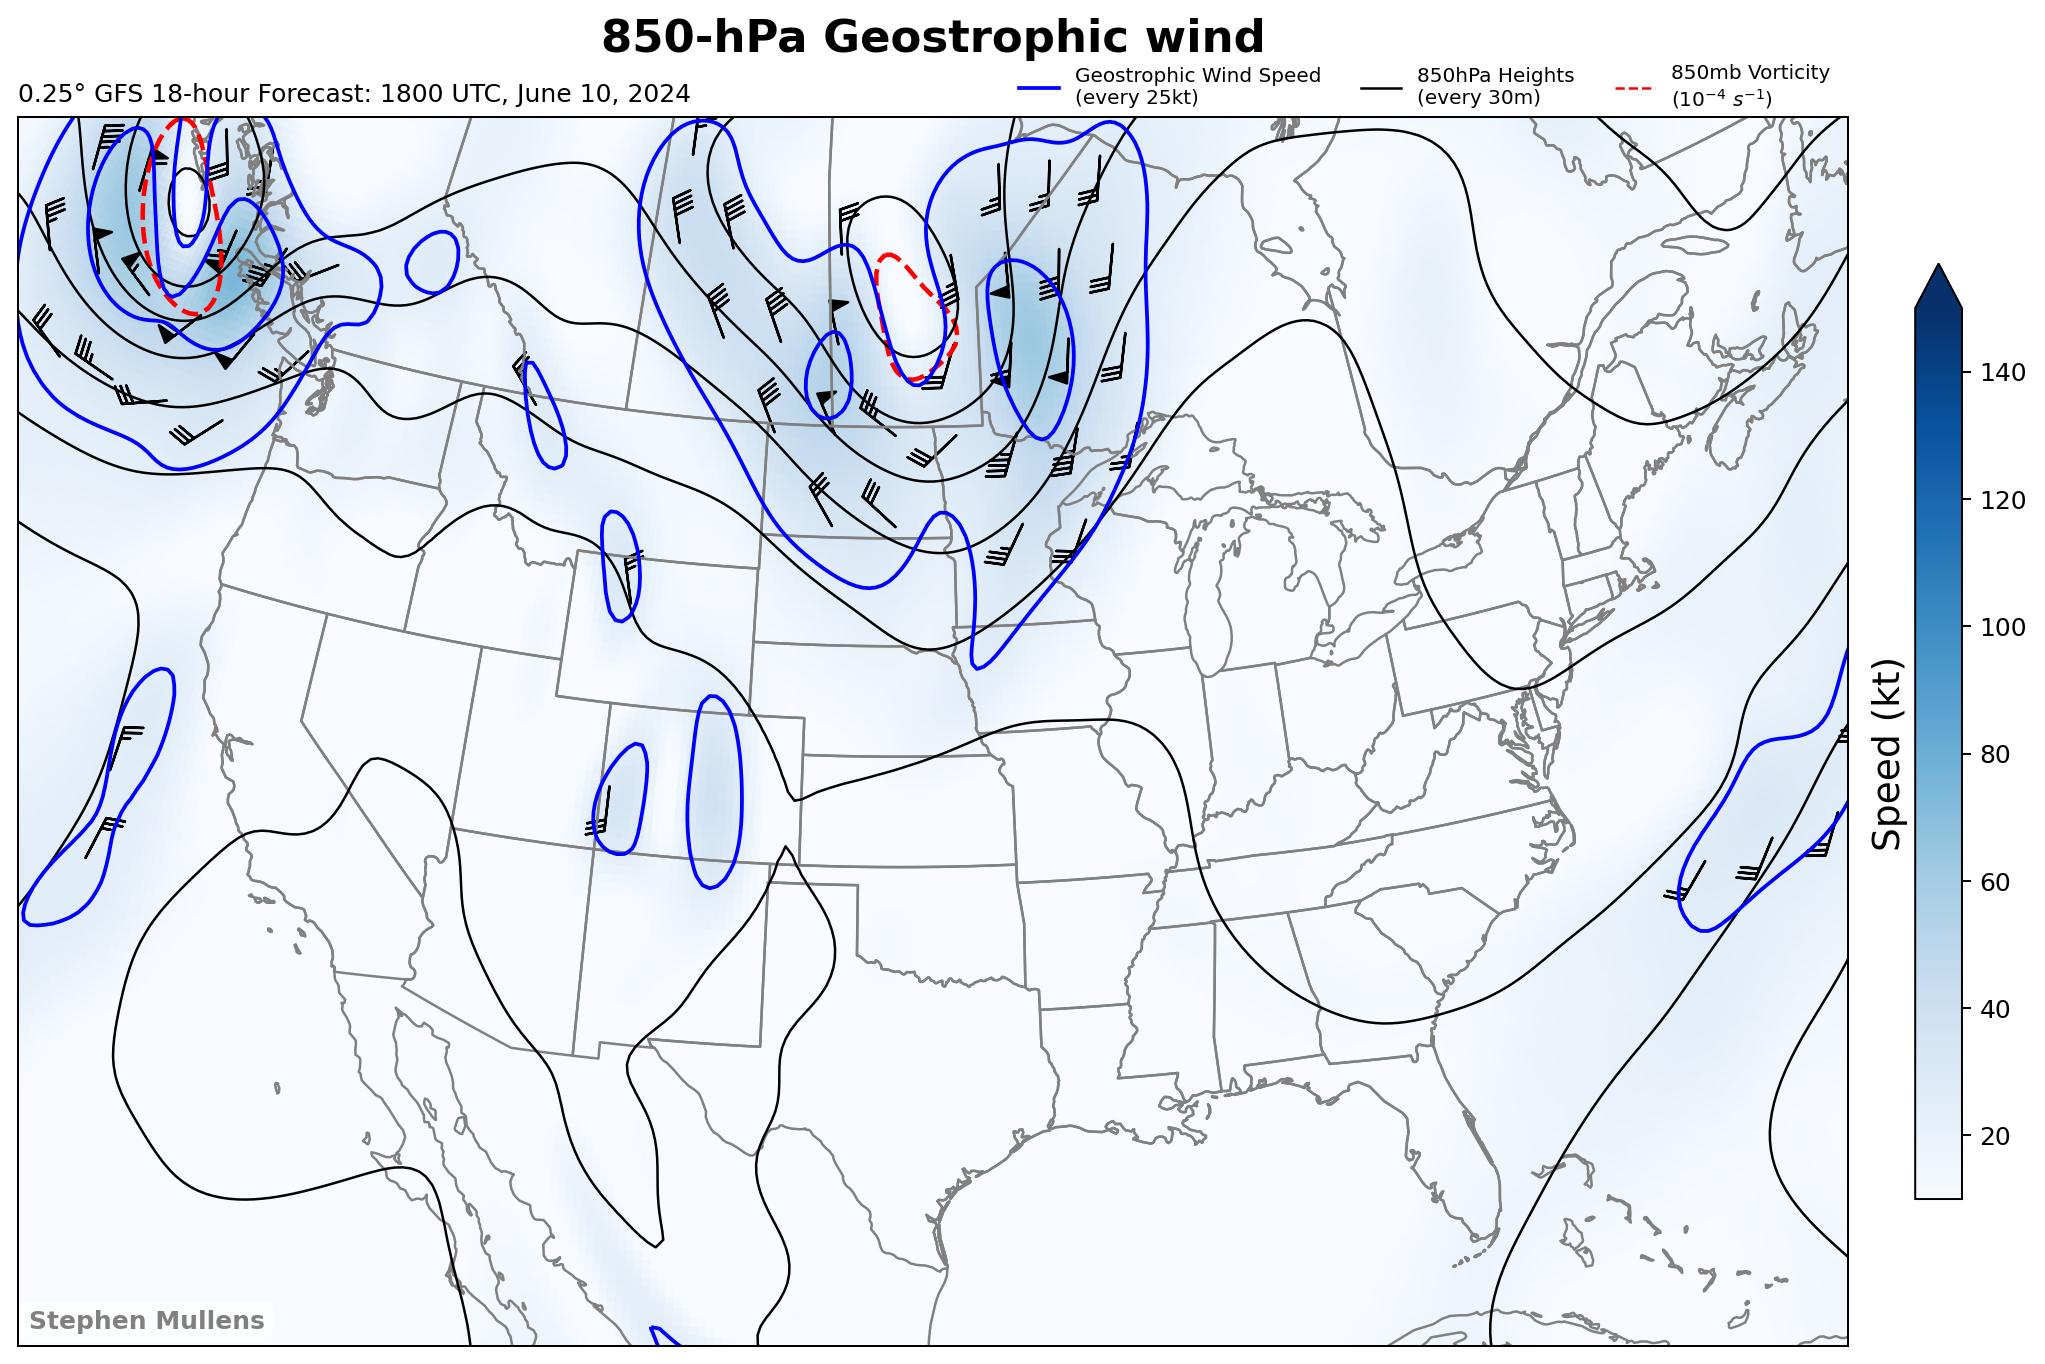 850-hPa Geostrophic wind
0.25° GFS 18-hour Forecast: 1800 UTC, June 10, 2024
Geostrophic Wind Speed
(every 25kt)
850hPa Heights
(every 30m)
850mb Vorticity
(10⁻⁴ s⁻¹)
140
120
100
80
60
40
20
Speed (kt)
Stephen Mullens